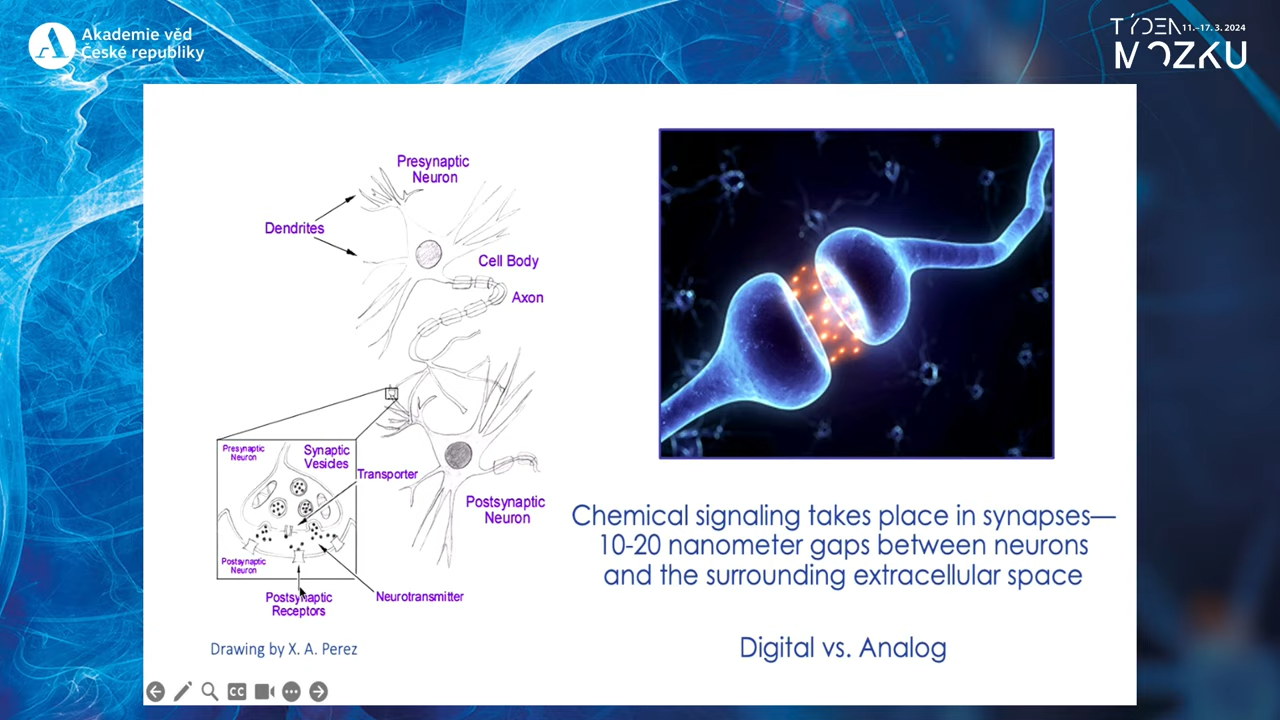 Akademie věd
České republiky
TÝDEN 11.–17. 3. 2024
MOZKU
Presynaptic
Neuron
Dendrites
Cell Body
Axon
Presynaptic
Neuron
Synaptic
Vesicles
Transporter
Postsynaptic
Neuron
Postsynaptic
Neuron
Postsynaptic
Receptors
Neurotransmitter
Drawing by X. A. Perez
Chemical signaling takes place in synapses—
10-20 nanometer gaps between neurons
and the surrounding extracellular space
Digital vs. Analog
CC